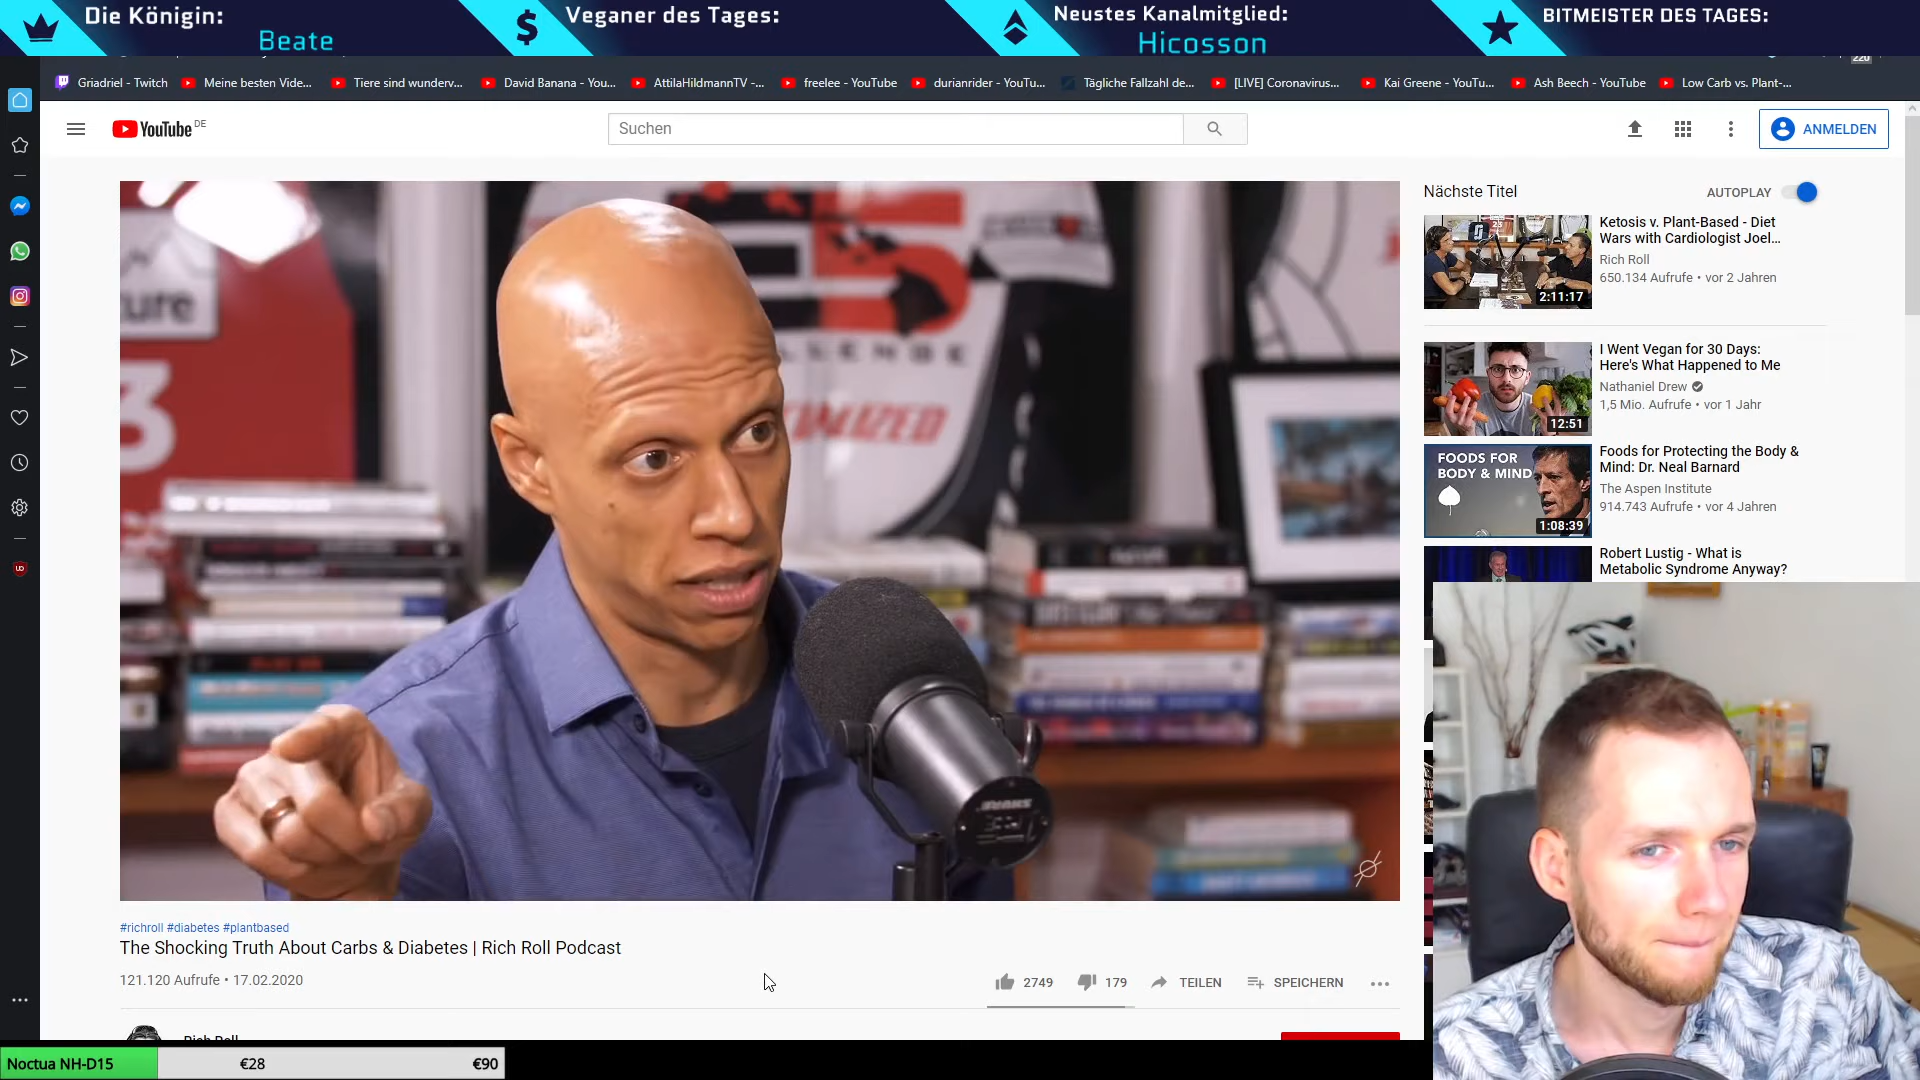 Die Königin:
Beate
Veganer des Tages:
Neustes Kanalmitglied:
Hicosson
BITMEISTER DES TAGES:
Griadriel - Twitch
Meine besten Vide...
Tiere sind wunderv...
David Banana - You...
AttilaHildmannTV -...
freelee - YouTube
durianrider - YouTu...
Tägliche Fallzahl de...
[LIVE] Coronavirus...
Kai Greene - YouTu...
Ash Beech - YouTube
Low Carb vs. Plant-...
YouTube DE
Suchen
ANMELDEN
Nächste Titel
AUTOPLAY
Ketosis v. Plant-Based - Diet
Wars with Cardiologist Joel...
Rich Roll
650.134 Aufrufe • vor 2 Jahren
2:11:17
I Went Vegan for 30 Days:
Here's What Happened to Me
Nathaniel Drew
1,5 Mio. Aufrufe • vor 1 Jahr
12:51
FOODS FOR
BODY & MIND
Foods for Protecting the Body &
Mind: Dr. Neal Barnard
The Aspen Institute
914.743 Aufrufe • vor 4 Jahren
1:08:39
Robert Lustig - What is
Metabolic Syndrome Anyway?
#richroll #diabetes #plantbased
The Shocking Truth About Carbs & Diabetes | Rich Roll Podcast
121.120 Aufrufe • 17.02.2020
2749
179
TEILEN
SPEICHERN
Rich Roll
Noctua NH-D15
€28
€90